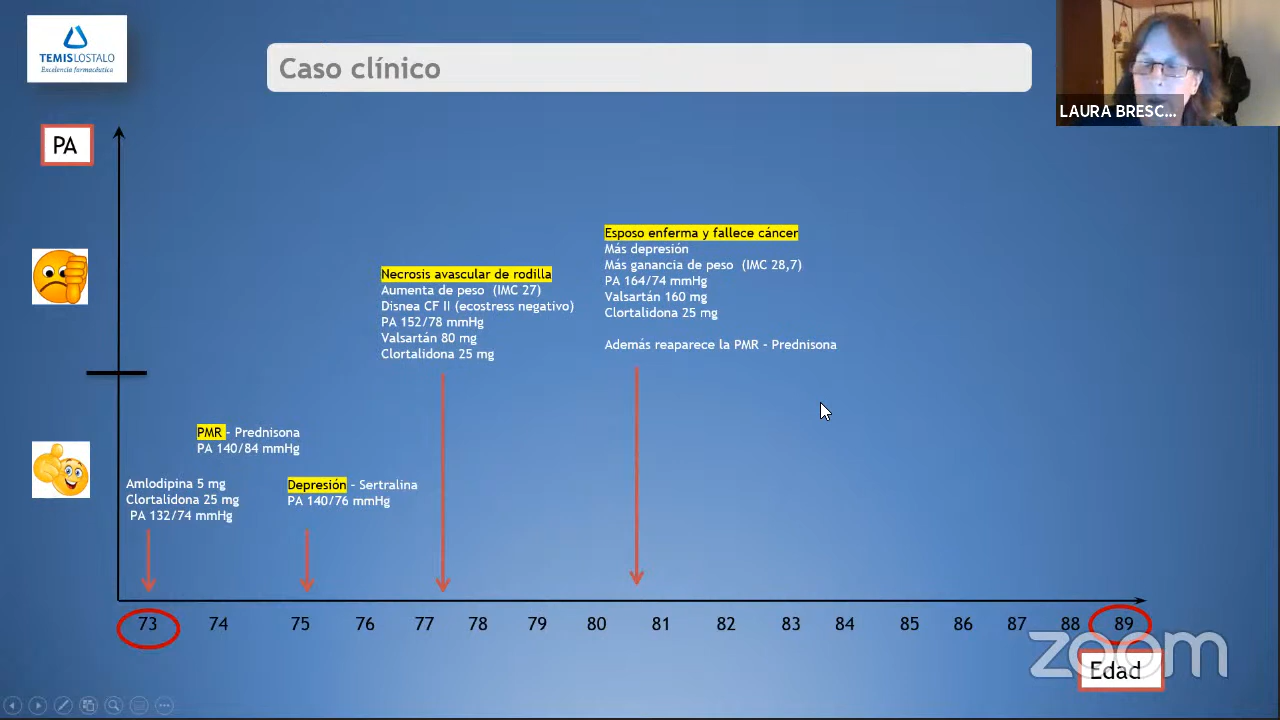 TEMISLOSTALO
Excelencia farmacéutica
Caso clínico
LAURA BRESC...
PA
Esposo enferma y fallece cáncer
Más depresión
Más ganancia de peso (IMC 28,7)
PA 164/74 mmHg
Valsartán 160 mg
Clortalidona 25 mg
Además reaparece la PMR - Prednisona
Necrosis avascular de rodilla
Aumenta de peso (IMC 27)
Disnea CF II (ecostress negativo)
PA 152/78 mmHg
Valsartán 80 mg
Clortalidona 25 mg
PMR - Prednisona
PA 140/84 mmHg
Amlodipina 5 mg
Clortalidona 25 mg
PA 132/74 mmHg
Depresión - Sertralina
PA 140/76 mmHg
73 74 75 76 77 78 79 80 81 82 83 84 85 86 87 88 89
zoom
Edad